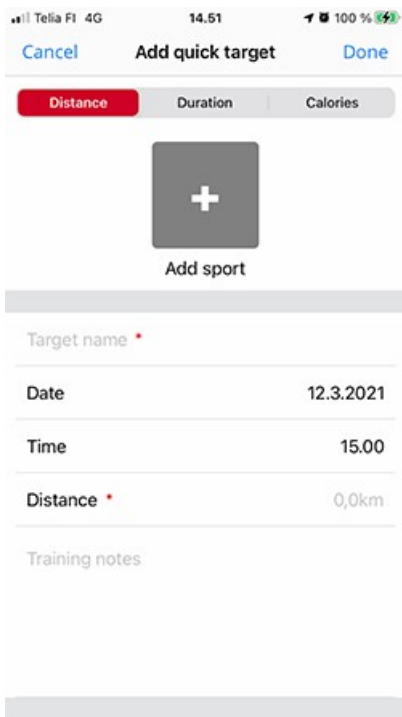 Telia FI 4G 14.51 100 %
Cancel Add quick target Done
Distance Duration Calories
Add sport
Target name *
Date 12.3.2021
Time 15.00
Distance * 0,0km
Training notes